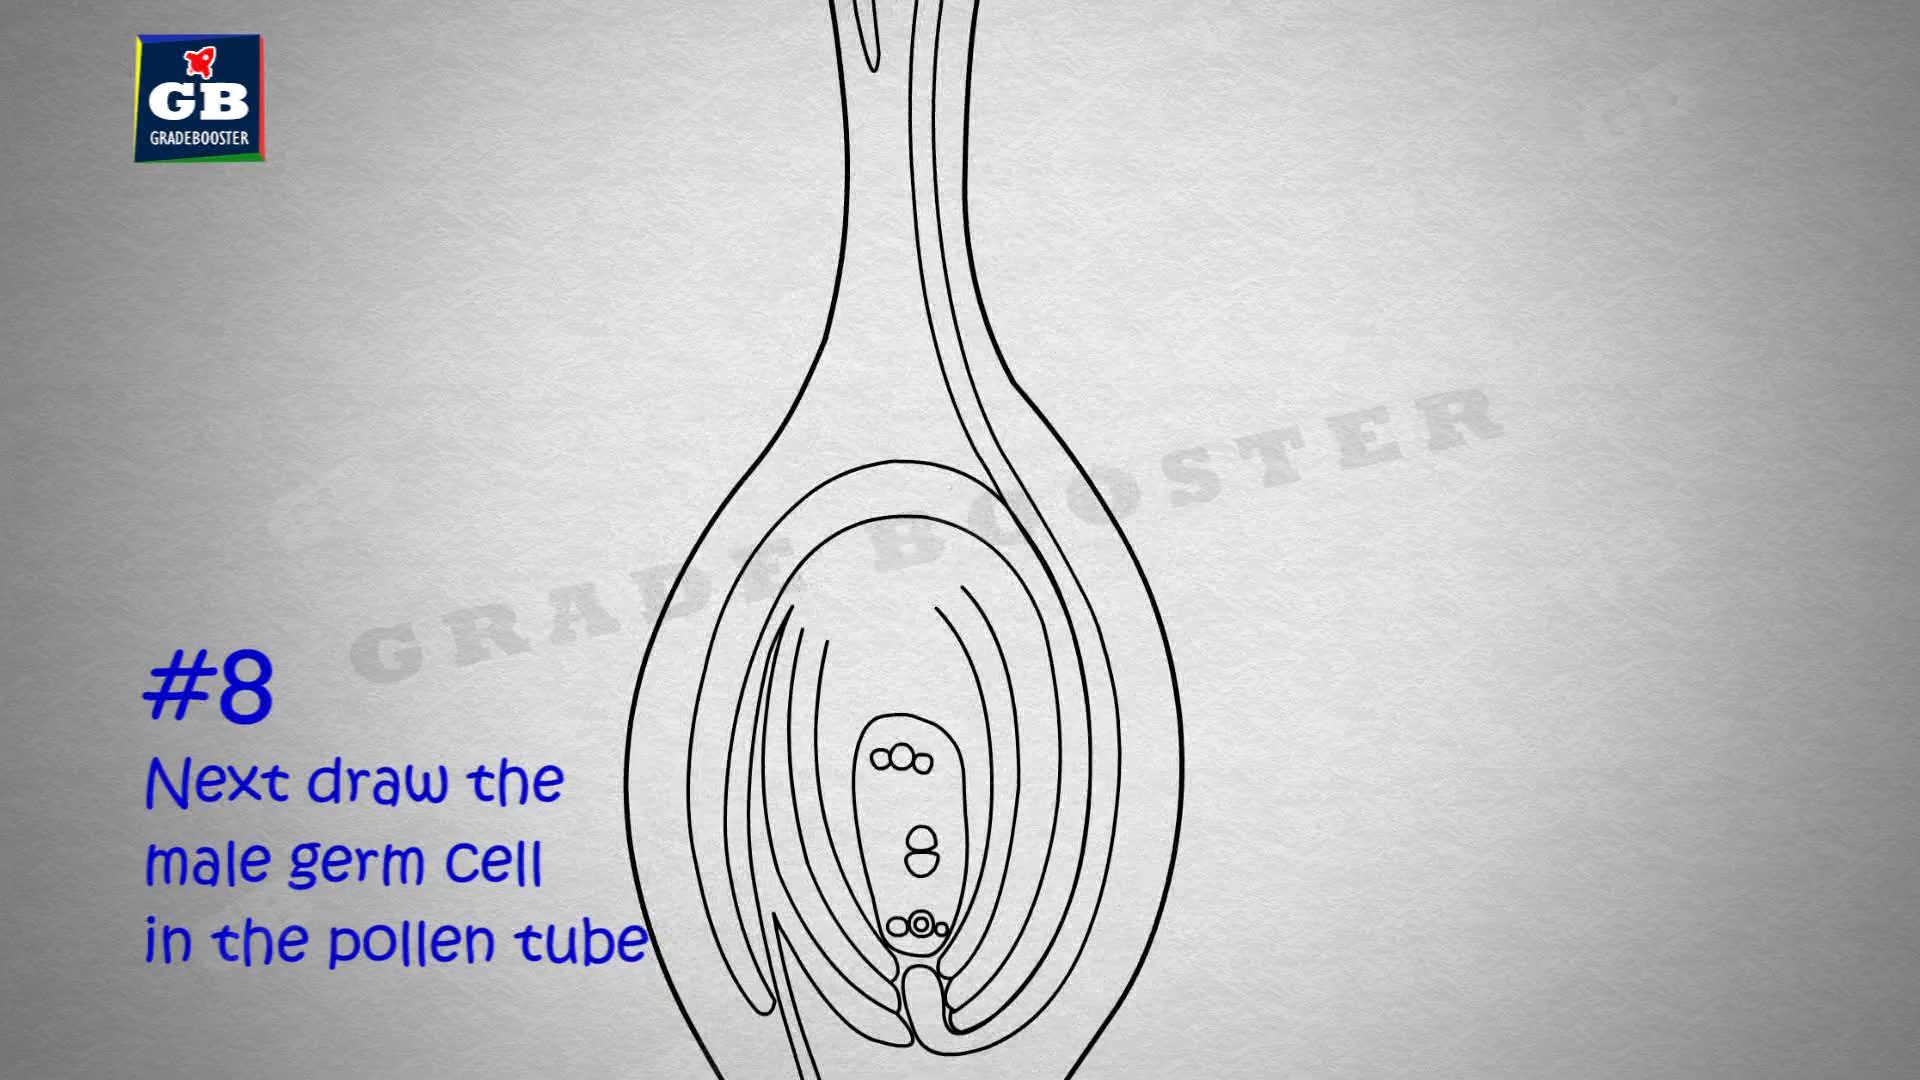 GB
GRADEBOOSTER
GRADE BOOSTER
#8
Next draw the
male germ cell
in the pollen tube